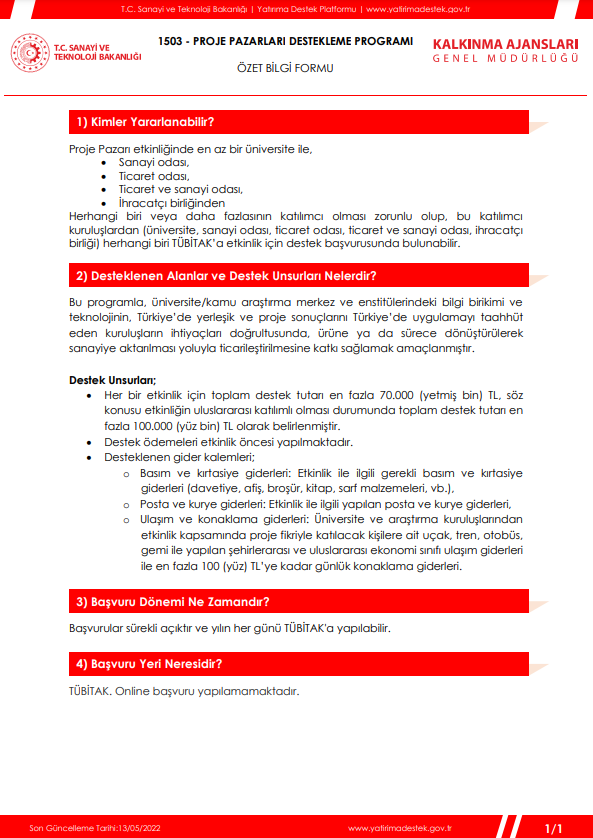 T.C. Sanayi ve Teknoloji Bakanlığı | Yatırıma Destek Platformu | www.yatirimadestek.gov.tr
T.C. SANAYİ VE
TEKNOLOJİ BAKANLIĞI
1503 - PROJE PAZARLARI DESTEKLEME PROGRAMI
ÖZET BİLGİ FORMU
KALKINMA AJANSLARI
GENEL MÜDÜRLÜĞÜ
1) Kimler Yararlanabilir?
Proje Pazarı etkinliğinde en az bir üniversite ile,
• Sanayi odası,
• Ticaret odası,
• Ticaret ve sanayi odası,
• İhracatçı birliğinden
Herhangi biri veya daha fazlasının katılımcı olması zorunlu olup, bu katılımcı
kuruluşlardan (üniversite, sanayi odası, ticaret odası, ticaret ve sanayi odası, ihracatçı
birliği) herhangi biri TÜBİTAK'a etkinlik için destek başvurusunda bulunabilir.
2) Desteklenen Alanlar ve Destek Unsurları Nelerdir?
Bu programla, üniversite/kamu araştırma merkez ve enstitülerindeki bilgi birikimi ve
teknolojinin, Türkiye'de yerleşik ve proje sonuçlarını Türkiye'de uygulamayı taahhüt
eden kuruluşların ihtiyaçları doğrultusunda, ürüne ya da sürece dönüştürülerek
sanayiye aktarılması yoluyla ticarileştirilmesine katkı sağlamak amaçlanmıştır.
Destek Unsurları;
• Her bir etkinlik için toplam destek tutarı en fazla 70.000 (yetmiş bin) TL, söz
konusu etkinliğin uluslararası katılımlı olması durumunda toplam destek tutarı en
fazla 100.000 (yüz bin) TL olarak belirlenmiştir.
• Destek ödemeleri etkinlik öncesi yapılmaktadır.
• Desteklenen gider kalemleri;
o Basım ve kırtasiye giderleri: Etkinlik ile ilgili gerekli basım ve kırtasiye
giderleri (davetiye, afiş, broşür, kitap, sarf malzemeleri, vb.),
o Posta ve kurye giderleri: Etkinlik ile ilgili yapılan posta ve kurye giderleri,
o Ulaşım ve konaklama giderleri: Üniversite ve araştırma kuruluşlarından
etkinlik kapsamında proje fikriyle katılacak kişilere ait uçak, tren, otobüs,
gemi ile yapılan şehirlerarası ve uluslararası ekonomi sınıfı ulaşım giderleri
ile en fazla 100 (yüz) TL'ye kadar günlük konaklama giderleri.
3) Başvuru Dönemi Ne Zamandır?
Başvurular sürekli açıktır ve yılın her günü TÜBİTAK'a yapılabilir.
4) Başvuru Yeri Neresidir?
TÜBİTAK. Online başvuru yapılamamaktadır.
Son Güncelleme Tarihi:13/05/2022
www.yatirimadestek.gov.tr
1/1